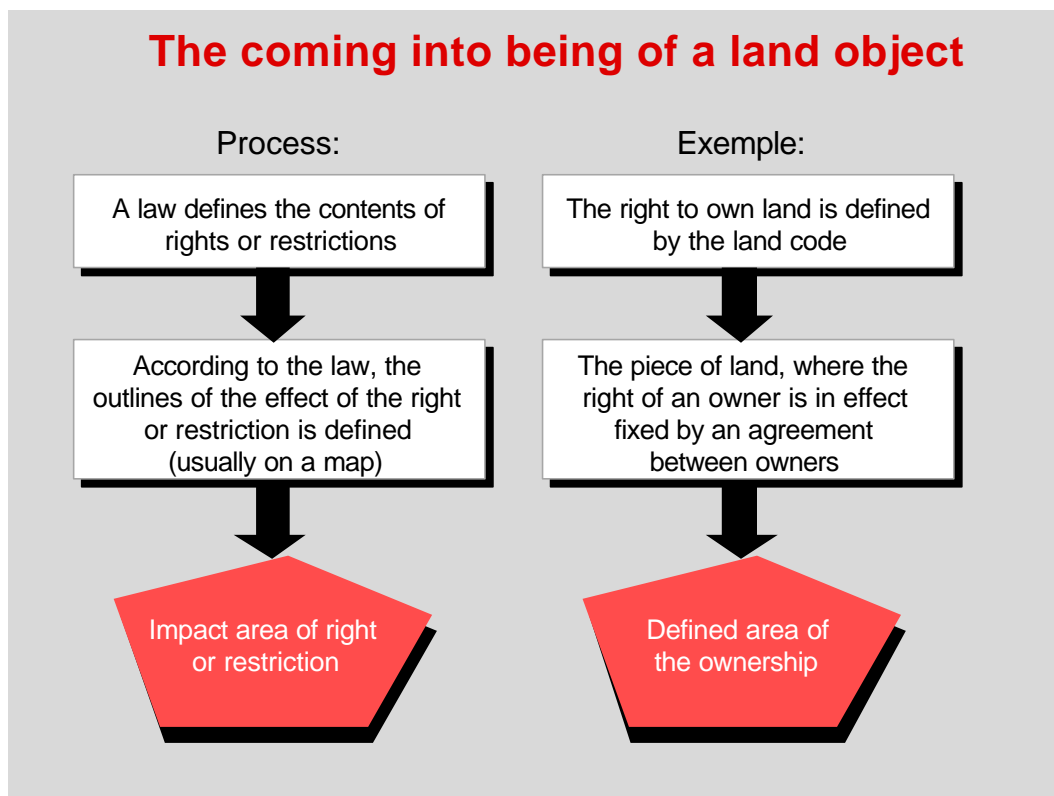 The coming into being of a land object
Process:
A law defines the contents of
rights or restrictions
According to the law, the
outlines of the effect of the right
or restriction is defined
(usually on a map)
Impact area of right
or restriction
Exemple:
The right to own land is defined
by the land code
The piece of land, where the
right of an owner is in effect
fixed by an agreement
between owners
Defined area of
the ownership